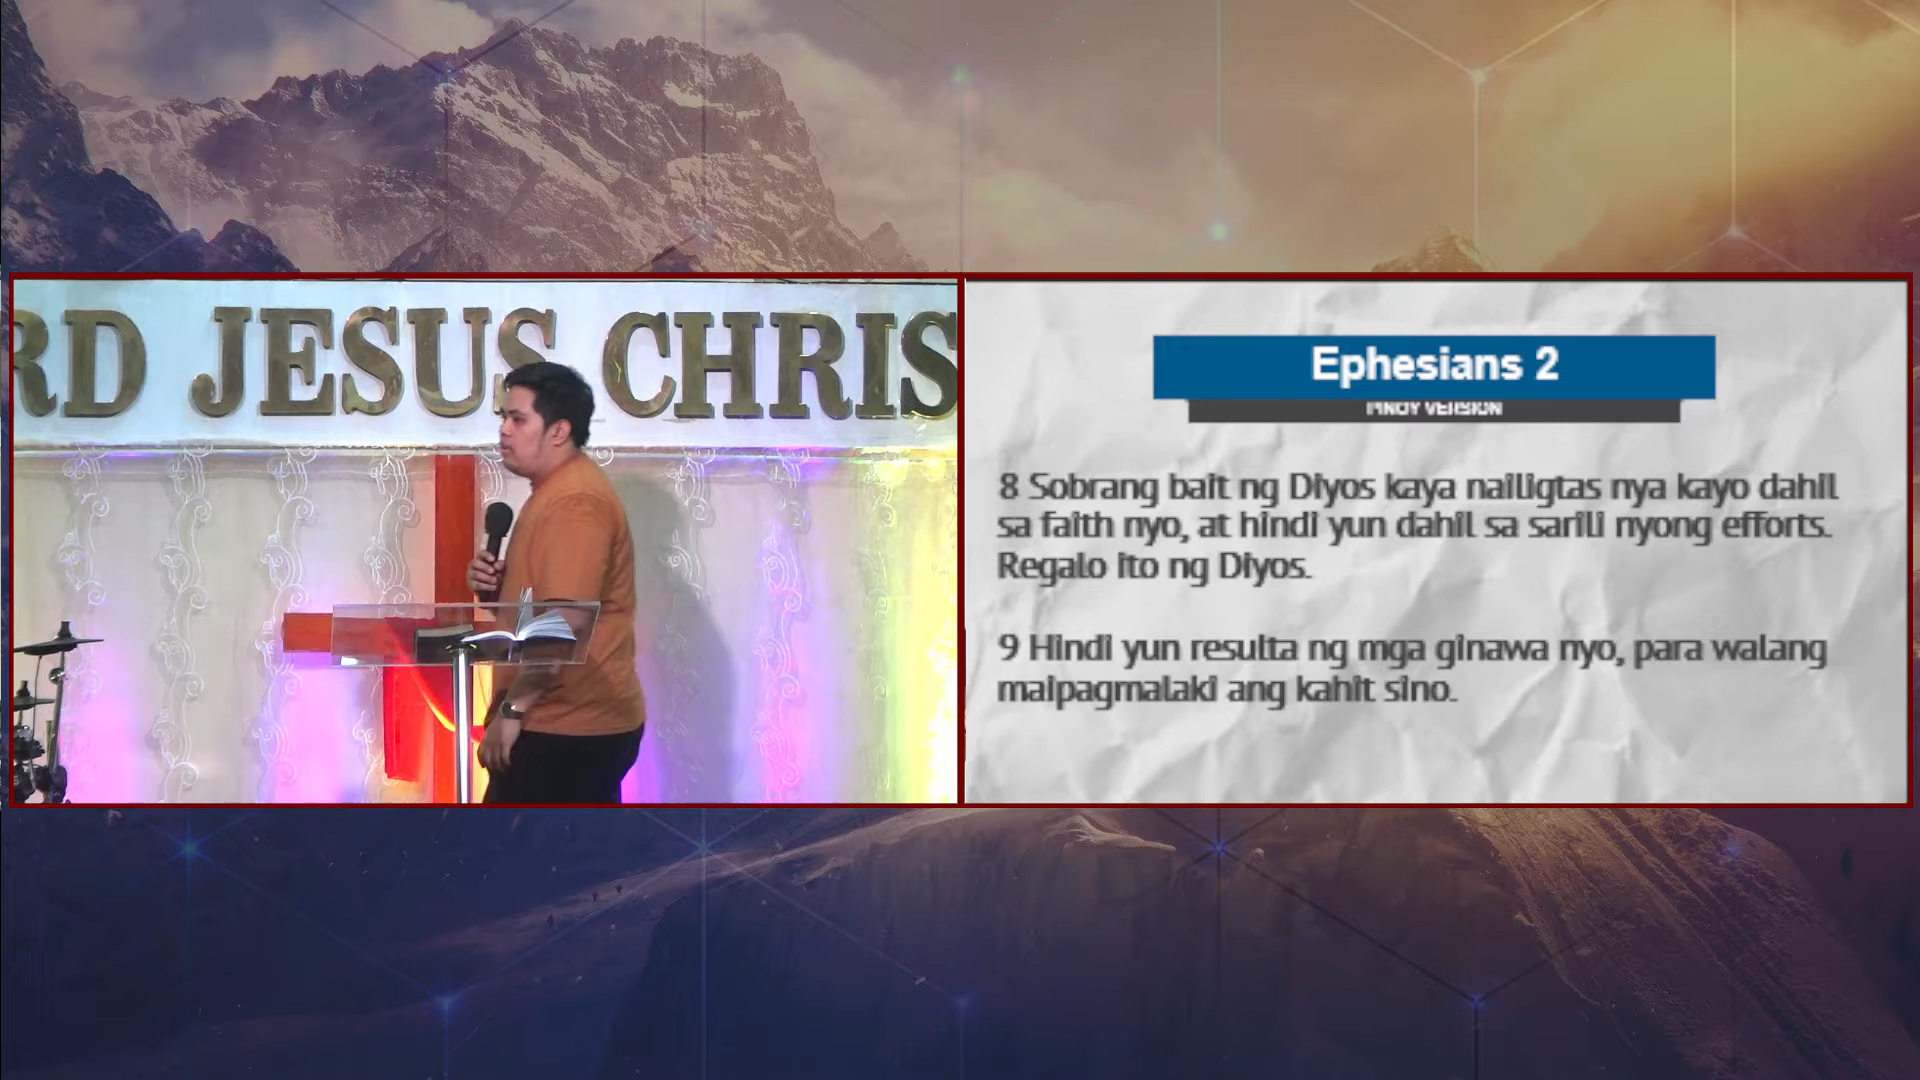 RD JESUS CHRIS
Ephesians 2
PINOY VERSION
8 Sobrang bait ng Diyos kaya nailigtas nya kayo dahil
sa faith nyo, at hindi yun dahil sa sarili nyong efforts.
Regalo ito ng Diyos.
9 Hindi yun resulta ng mga ginawa nyo, para walang
maipagmalaki ang kahit sino.